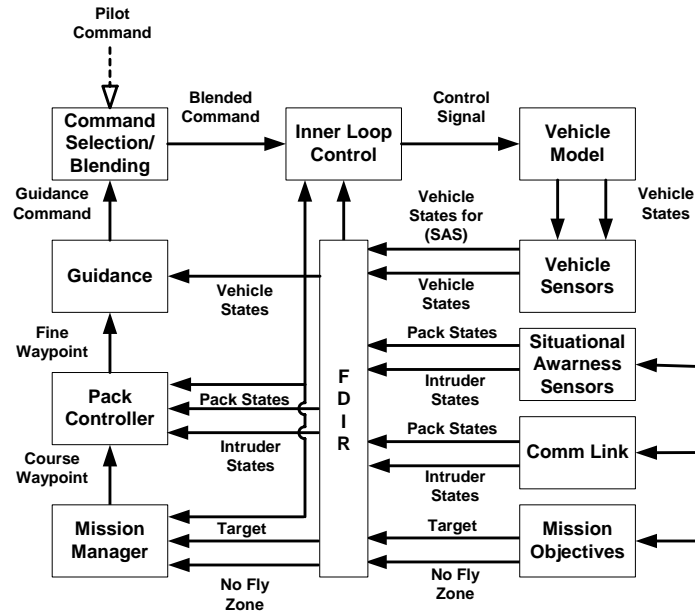 Pilot
Command
Command
Selection/
Blending
Blended
Command
Inner Loop
Control
Control
Signal
Vehicle
Model
Guidance
Command
Vehicle
States for
(SAS)
Vehicle
States
Guidance
Vehicle
States
Vehicle
States
Vehicle
Sensors
Fine
Waypoint
F
D
I
R
Pack States
Intruder
States
Situational
Awarness
Sensors
Pack
Controller
Pack States
Intruder
States
Pack States
Intruder
States
Comm Link
Course
Waypoint
Mission
Manager
Target
No Fly
Zone
Target
No Fly
Zone
Mission
Objectives